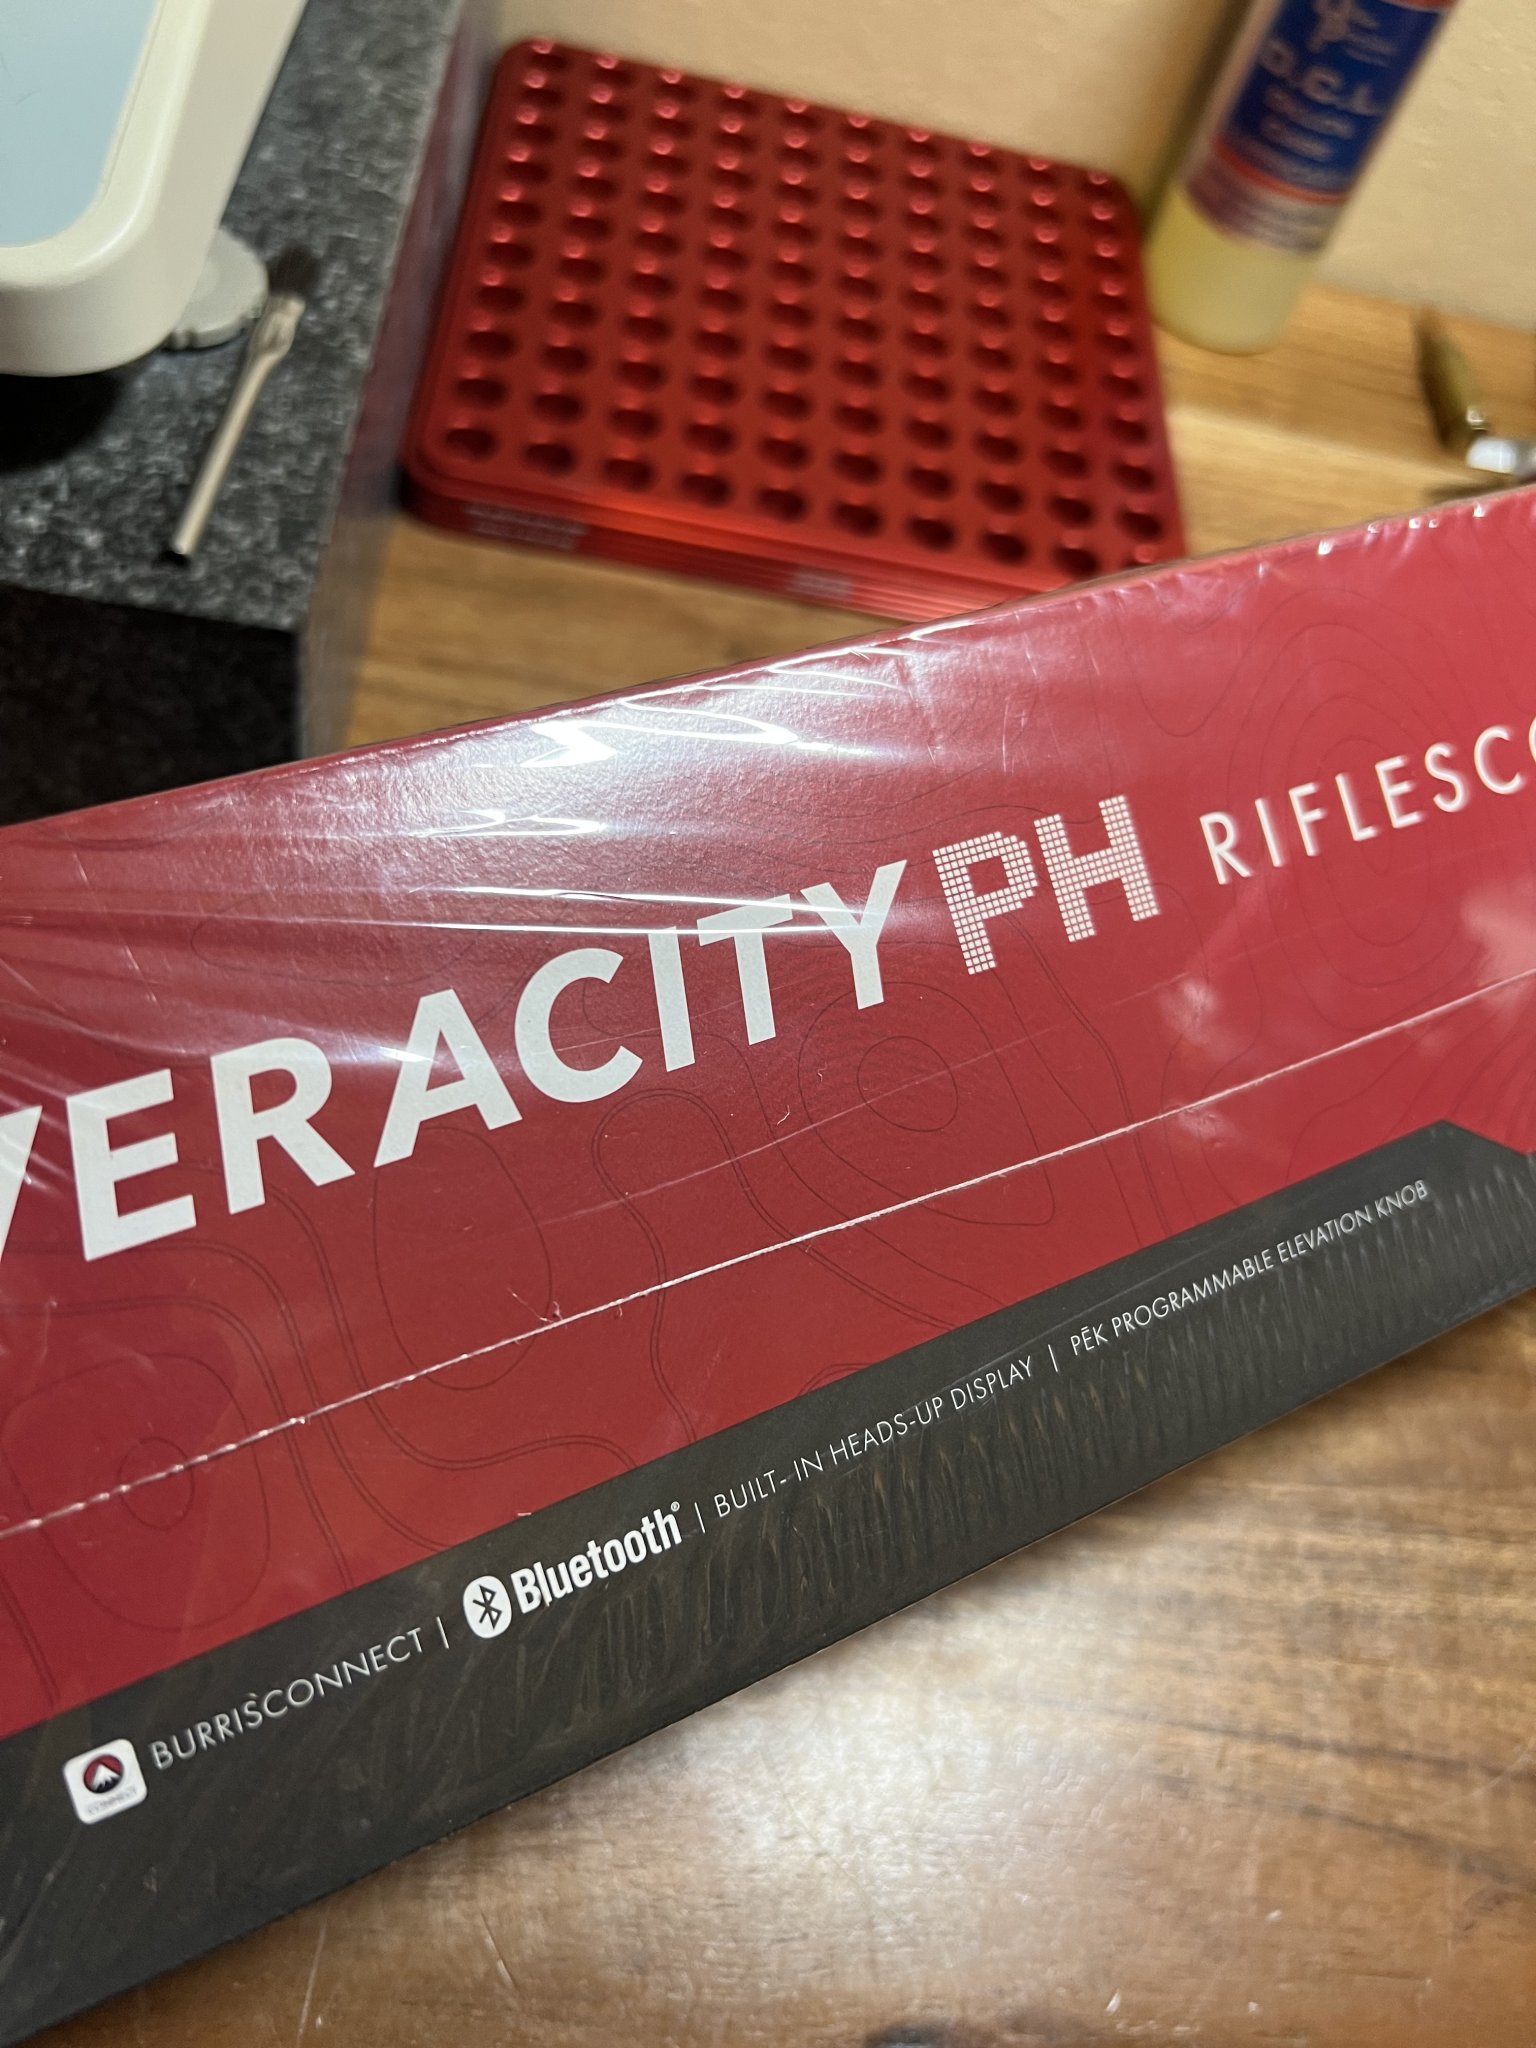 VERACITY PH RIFLESCO
BURRISCONNECT | Bluetooth® | BUILT- IN HEADS-UP DISPLAY | PĒK PROGRAMMABLE ELEVATION KNOB